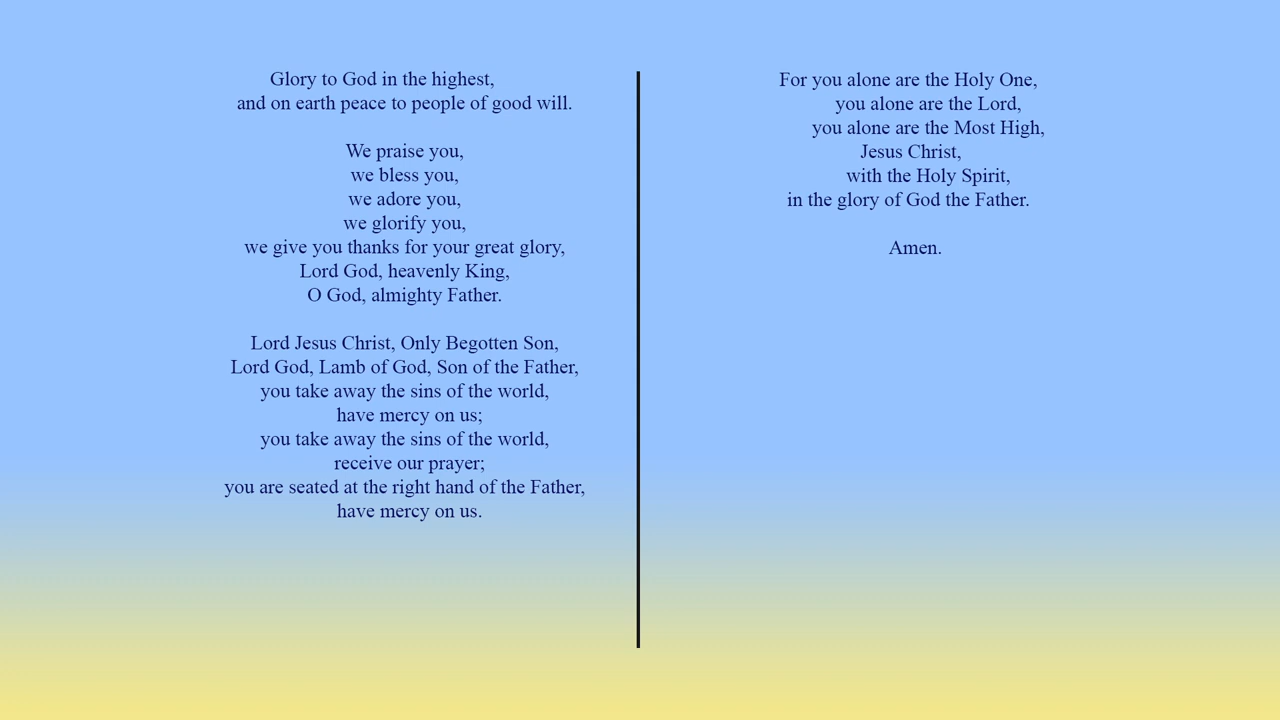 Glory to God in the highest,
and on earth peace to people of good will.
We praise you,
we bless you,
we adore you,
we glorify you,
we give you thanks for your great glory,
Lord God, heavenly King,
O God, almighty Father.
Lord Jesus Christ, Only Begotten Son,
Lord God, Lamb of God, Son of the Father,
you take away the sins of the world,
have mercy on us;
you take away the sins of the world,
receive our prayer;
you are seated at the right hand of the Father,
have mercy on us.
For you alone are the Holy One,
you alone are the Lord,
you alone are the Most High,
Jesus Christ,
with the Holy Spirit,
in the glory of God the Father.
Amen.